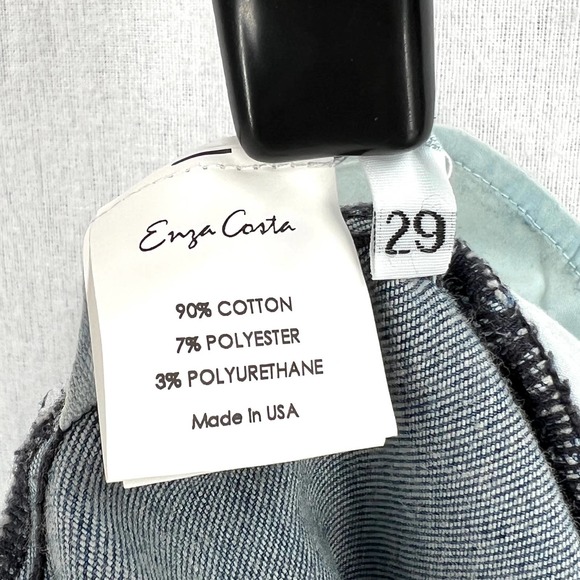 Enza Costa
29
90% COTTON
7% POLYESTER
3% POLYURETHANE
Made in USA